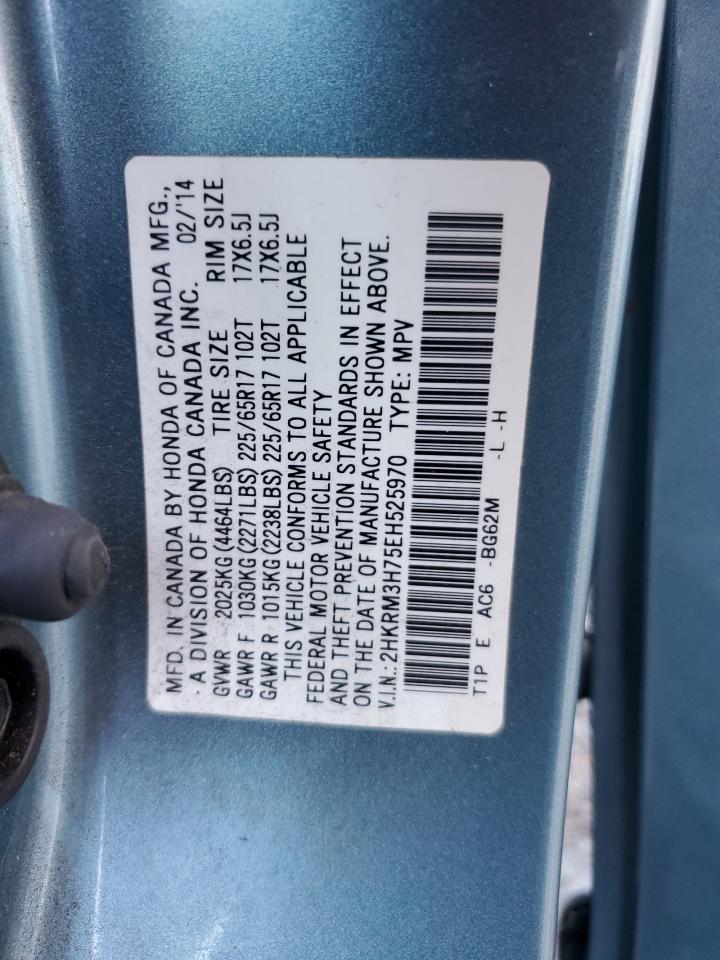 MFD. IN CANADA BY HONDA OF CANADA MFG.,
- A DIVISION OF HONDA CANADA INC. 02/'14
GVWR 2025KG (4464LBS) TIRE SIZE RIM SIZE
GAWR F 1030KG (2271LBS) 225/65R17 102T 17X6.5J
GAWR R 1015KG (2238LBS) 225/65R17 102T 17X6.5J
THIS VEHICLE CONFORMS TO ALL APPLICABLE
FEDERAL MOTOR VEHICLE SAFETY
AND THEFT PREVENTION STANDARDS IN EFFECT
ON THE DATE OF MANUFACTURE SHOWN ABOVE.
V.I.N.:2HKRM3H75EH525970 TYPE: MPV
T1P E AC6 -BG62M -L -H